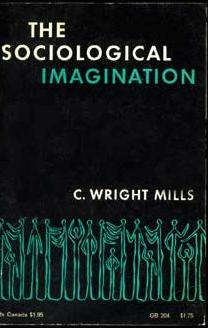 THE
SOCIOLOGICAL
IMAGINATION
C. WRIGHT MILLS
In Canada $1.95 GB 204 $1.75